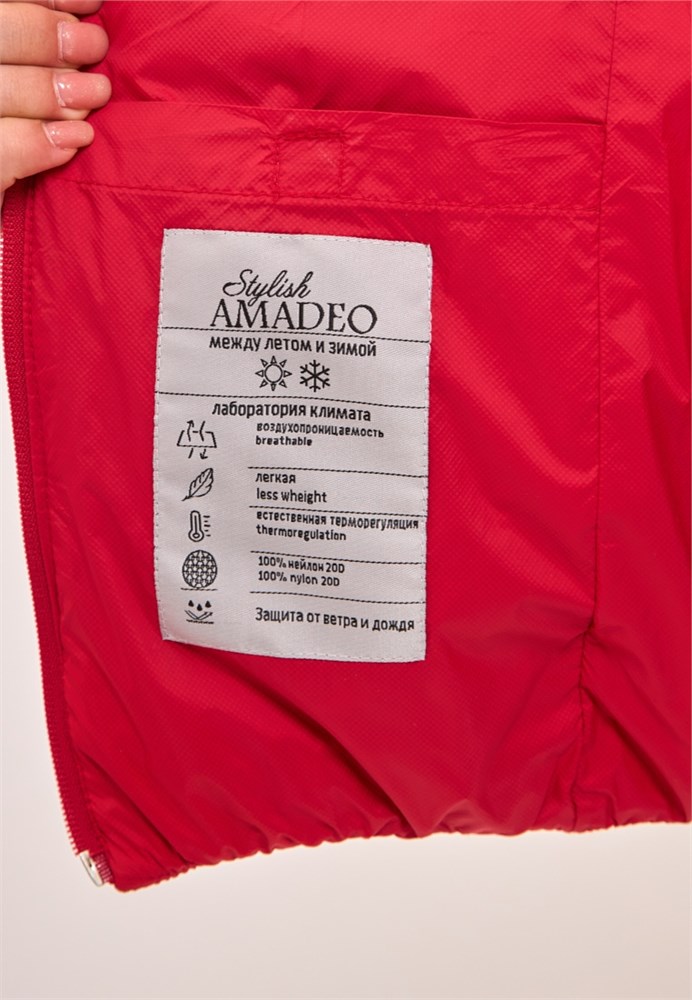 Stylish
AMADEO
между летом и зимой
лаборатория климата
воздухопроницаемость
breathable
легкая
less wheight
естественная терморегуляция
thermoregulation
100% нейлон 20D
100% nylon 20D
Защита от ветра и дождя